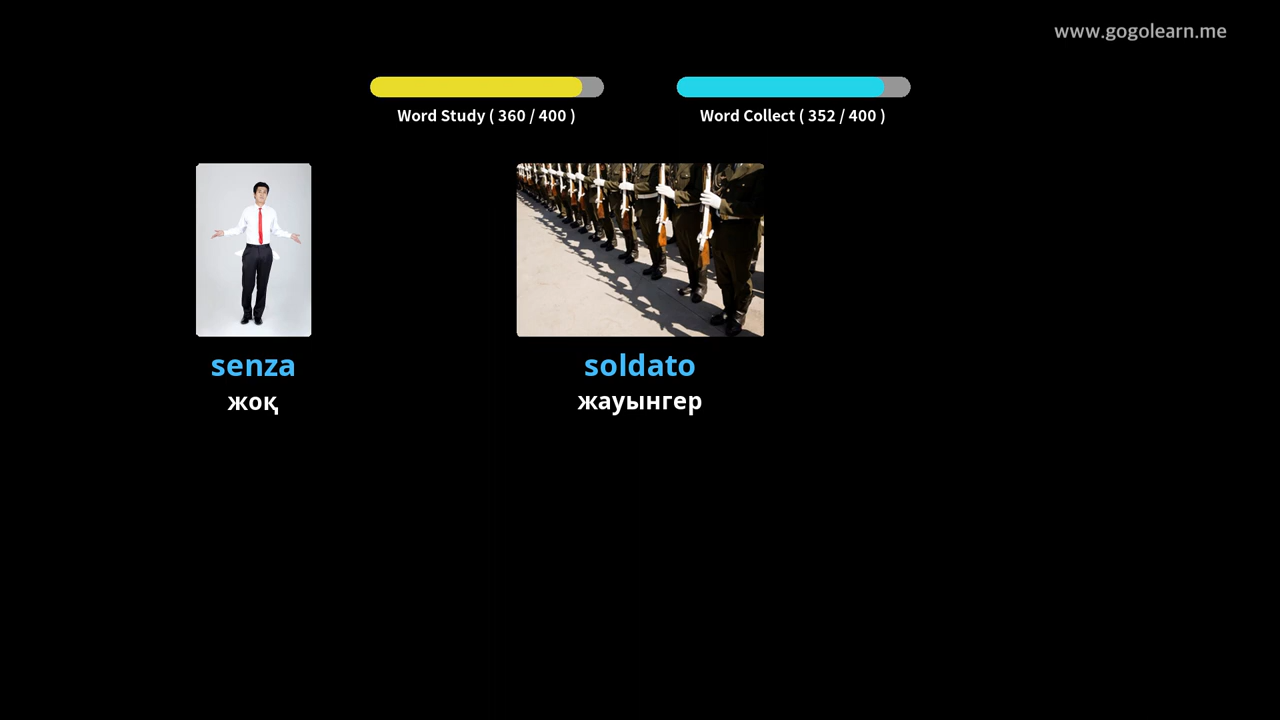 www.gogolearn.me
Word Study ( 360 / 400 )
Word Collect ( 352 / 400 )
senza
soldato
жоқ
жауынгер